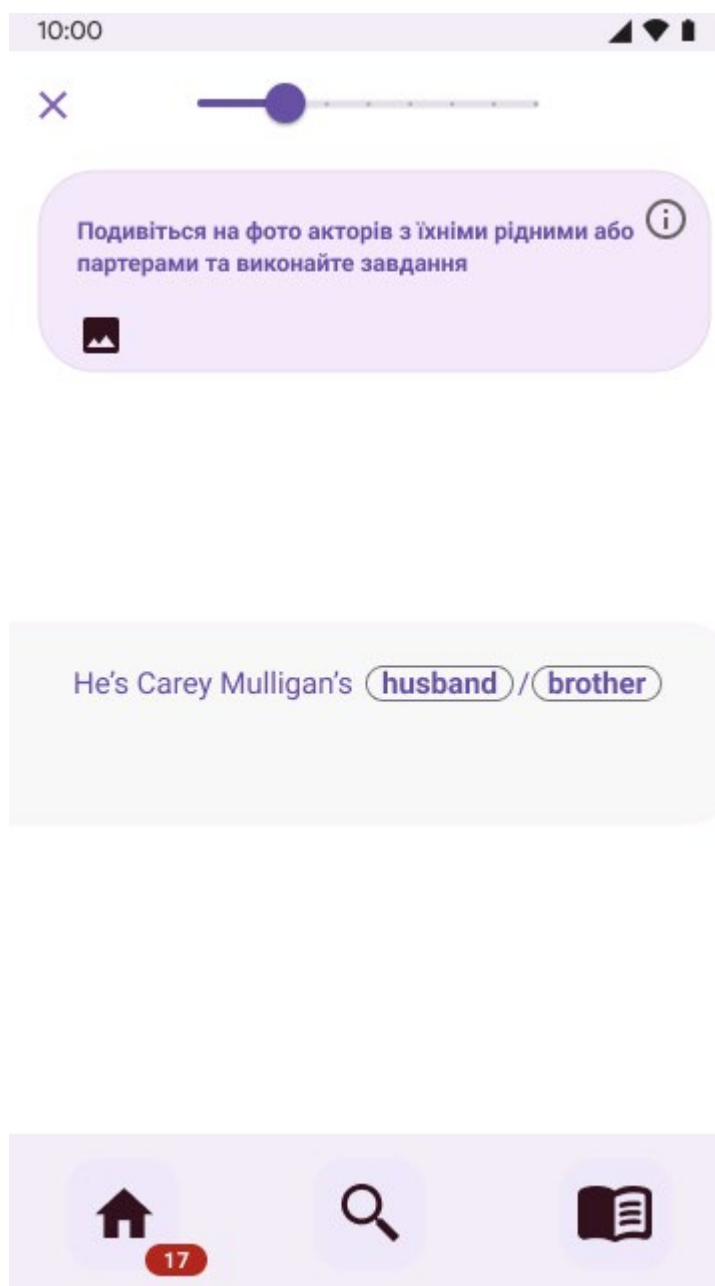 10:00
Подивіться на фото акторів з їхніми рідними або
партерами та виконайте завдання
He's Carey Mulligan's husband/brother
17